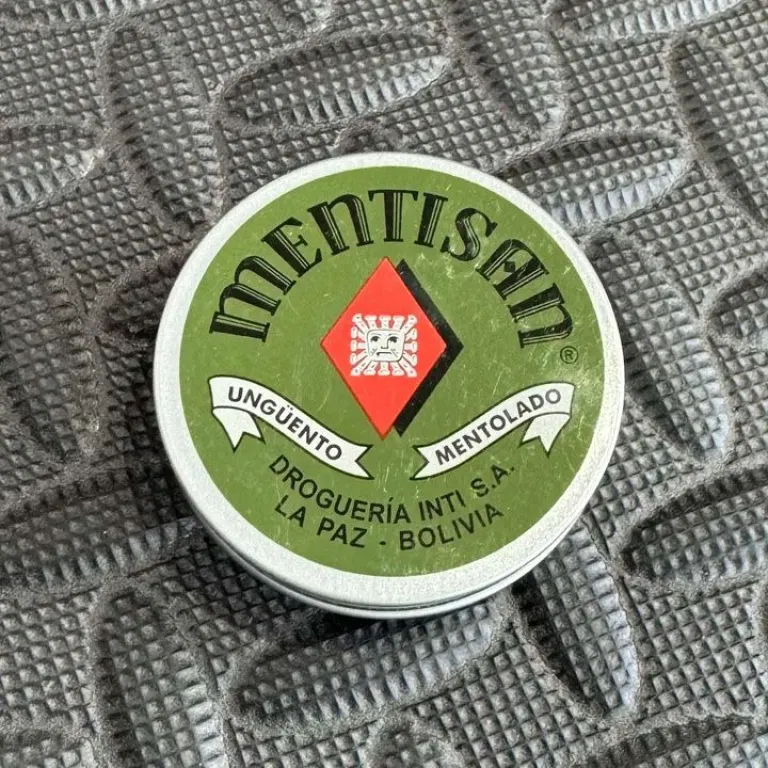 MENTISAN
®
UNGÜENTO
MENTOLADO
DROGUERÍA INTI S.A.
LA PAZ - BOLIVIA